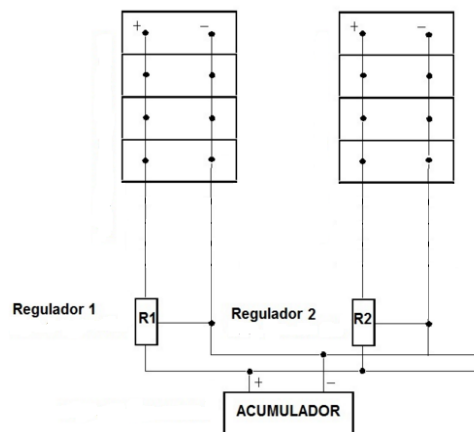 + − + −
Regulador 1 R1 Regulador 2 R2
+ −
ACUMULADOR